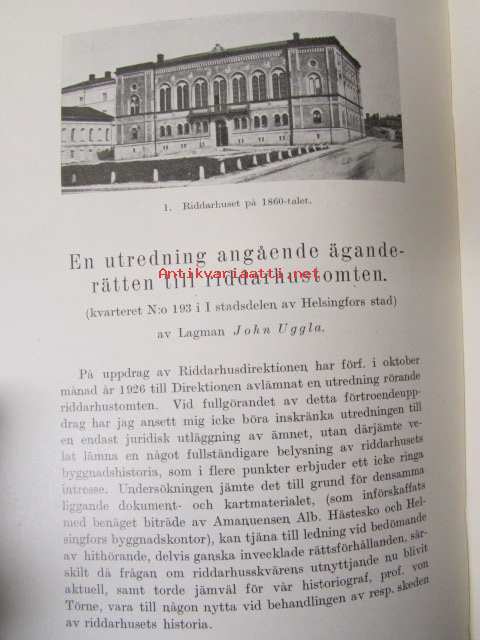 1. Riddarhuset på 1860-talet.
En utredning angående ägande-
rätten till riddarhustomten.
Antikvariaatti.net
(kvarteret N:o 193 i I stadsdelen av Helsingfors stad)
av Lagman John Uggla.
På uppdrag av Riddarhusdirektionen har förf. i oktober
månad år 1926 till Direktionen avlämnat en utredning rörande
riddarhustomten. Vid fullgörandet av detta förtroendeupp-
drag har jag ansett mig icke böra inskränka utredningen till
en endast juridisk utläggning av ämnet, utan därjämte ve-
lat lämna en något fullständigare belysning av riddarhusets
byggnadshistoria, som i flere punkter erbjuder ett icke ringa
intresse. Undersökningen jämte det till grund för densamma
liggande dokument- och kartmaterialet, (som införskaffats
med benäget biträde av Amanuensen Alb. Hästesko och Hel-
singfors byggnadskontor), kan tjäna till ledning vid bedömande
av hithörande, delvis ganska invecklade rättsförhållanden, sär-
skilt då frågan om riddarhusskvärens utnyttjande nu blivit
aktuell, samt torde jämväl för vår historiograf, prof. von
Törne, vara till någon nytta vid behandlingen av resp. skeden
av riddarhusets historia.